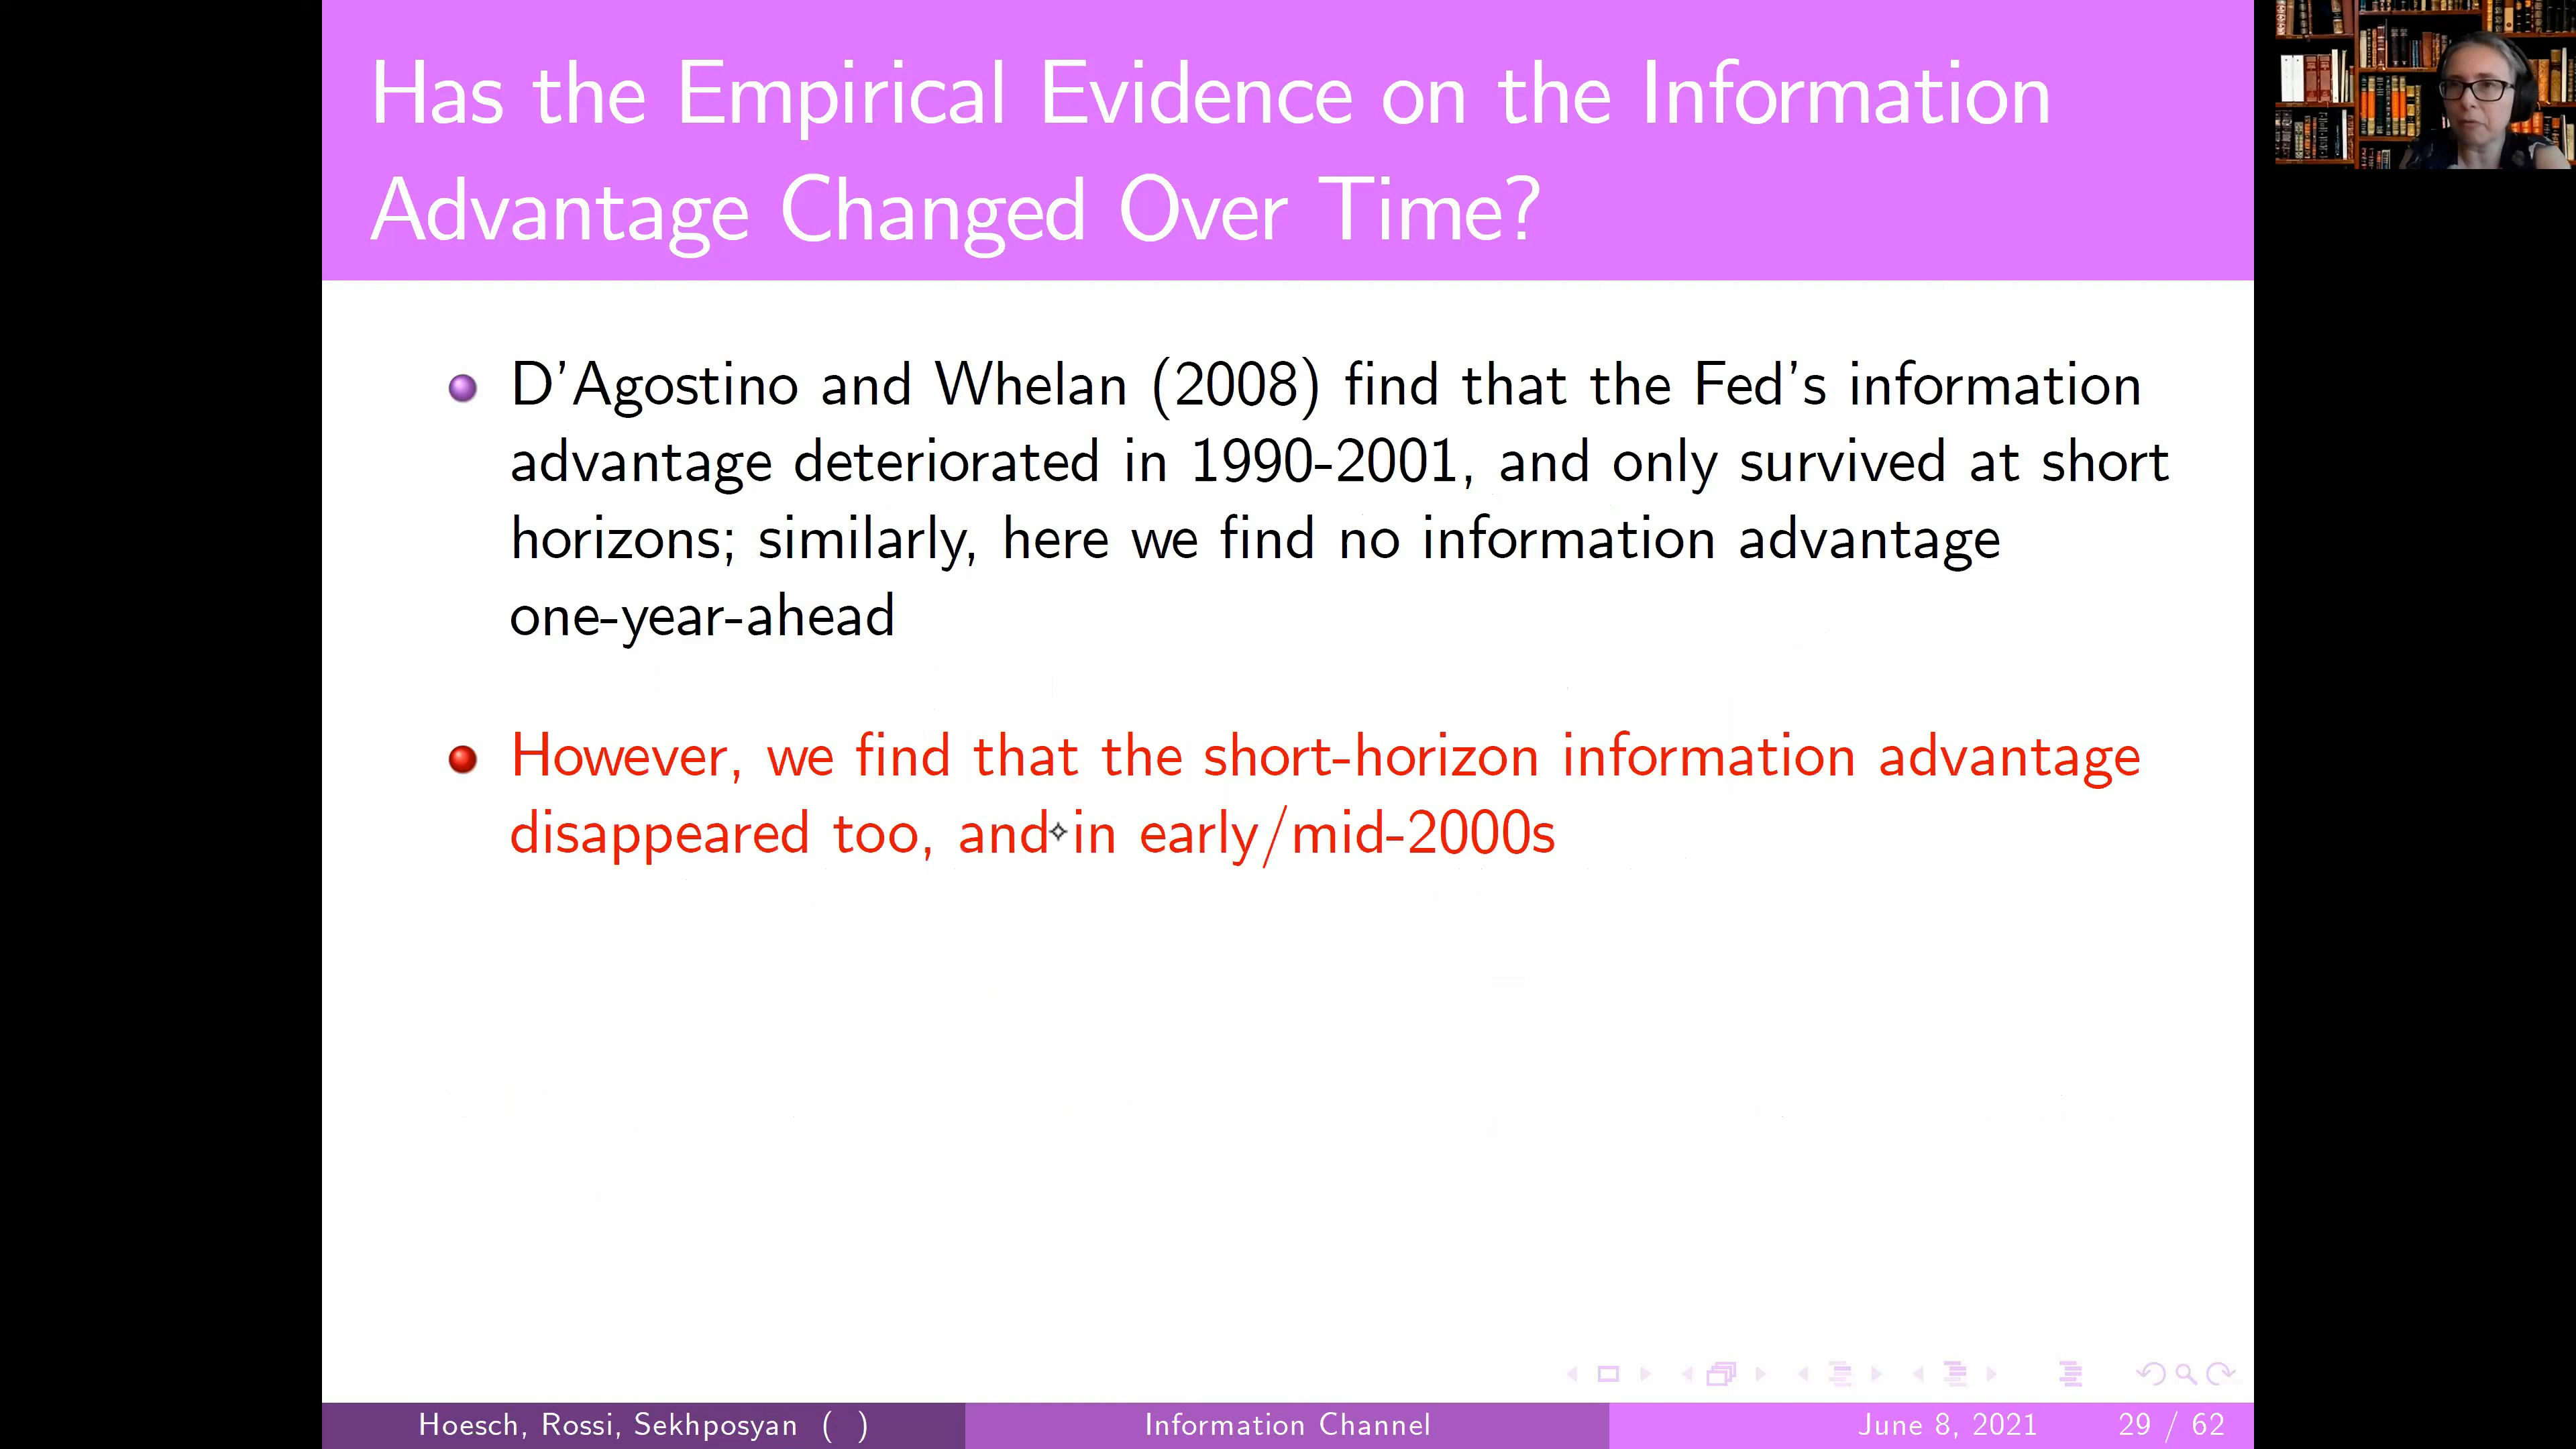 Has the Empirical Evidence on the Information
Advantage Changed Over Time?
D'Agostino and Whelan (2008) find that the Fed's information
advantage deteriorated in 1990-2001, and only survived at short
horizons; similarly, here we find no information advantage
one-year-ahead
However, we find that the short-horizon information advantage
disappeared too, and in early/mid-2000s
Hoesch, Rossi, Sekhposyan ( )
Information Channel
June 8, 2021
29 / 62